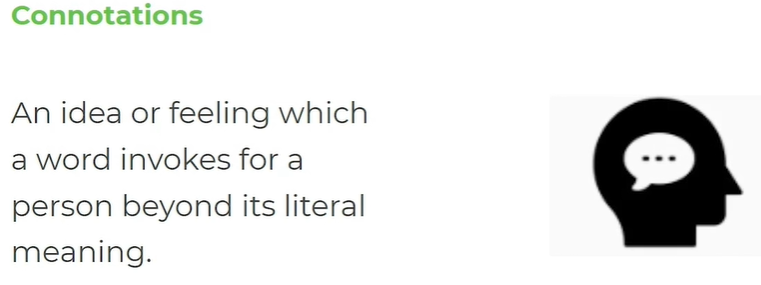 Connotations
An idea or feeling which
a word invokes for a
person beyond its literal
meaning.